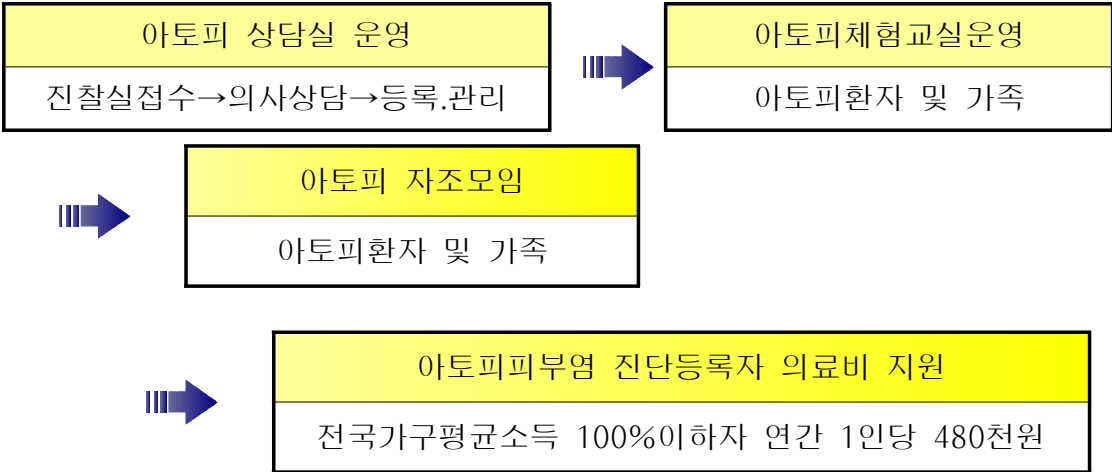 아토피 상담실 운영
진찰실접수→의사상담→등록.관리
아토피체험교실운영
아토피환자 및 가족
아토피 자조모임
아토피환자 및 가족
아토피피부염 진단등록자 의료비 지원
전국가구평균소득 100%이하자 연간 1인당 480천원